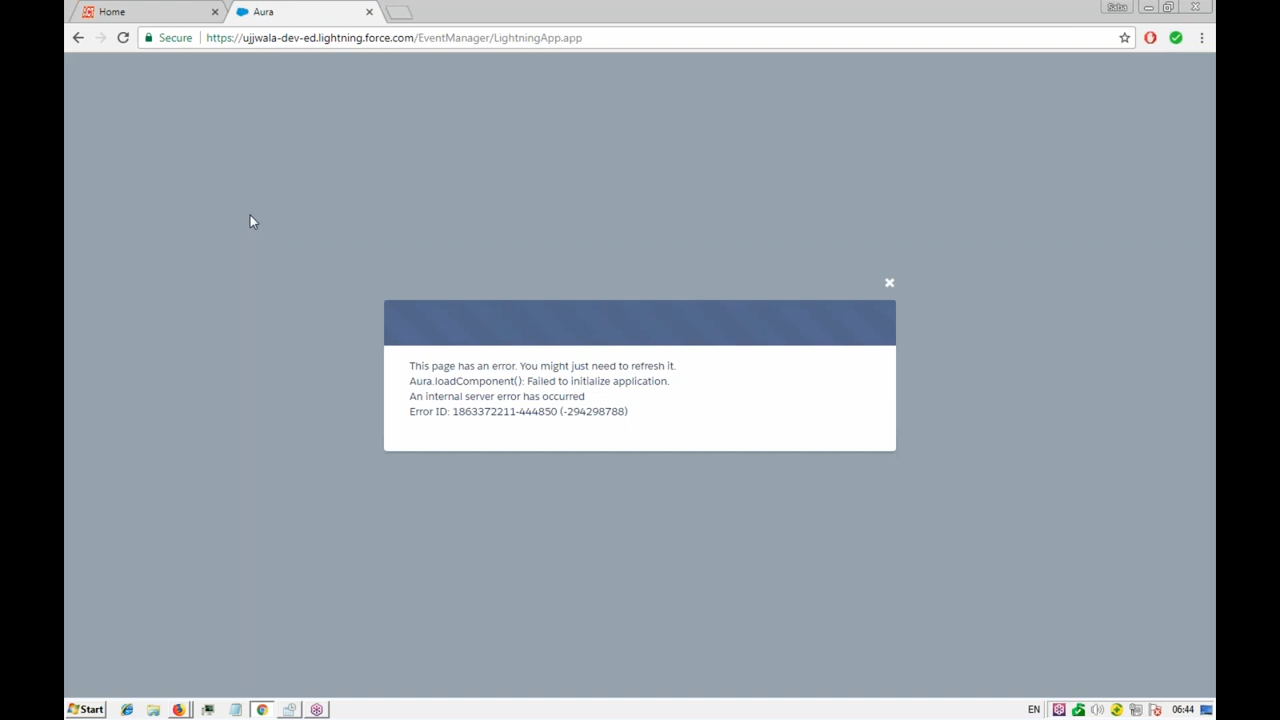 Home
Aura
Saba
Secure
https://ujjwala-dev-ed.lightning.force.com/EventManager/LightningApp.app
This page has an error. You might just need to refresh it.
Aura.loadComponent(): Failed to initialize application.
An internal server error has occurred
Error ID: 1863372211-444850 (-294298788)
Start
EN
06:44